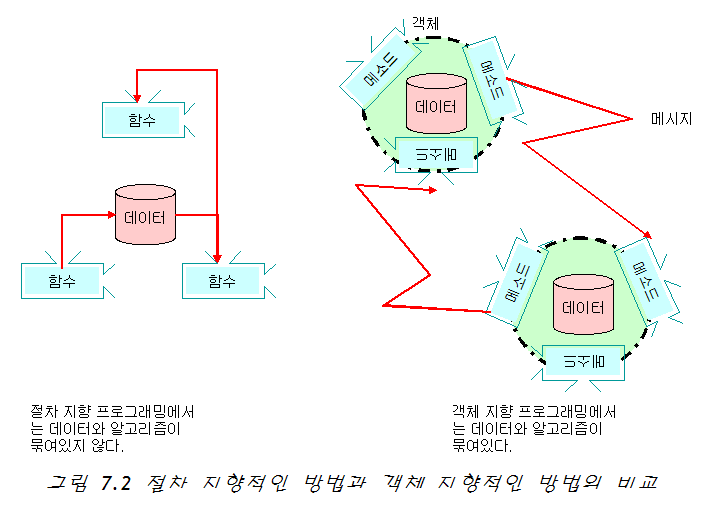 객체
메소드
메소드
데이터
메소드
메시지
함수
데이터
함수
함수
메소드
메소드
데이터
메소드
절차 지향 프로그래밍에서
는 데이터와 알고리즘이
묶여있지 않다.
객체 지향 프로그래밍에서
는 데이터와 알고리즘이
묶여있다.
그림 7.2 절차 지향적인 방법과 객체 지향적인 방법의 비교